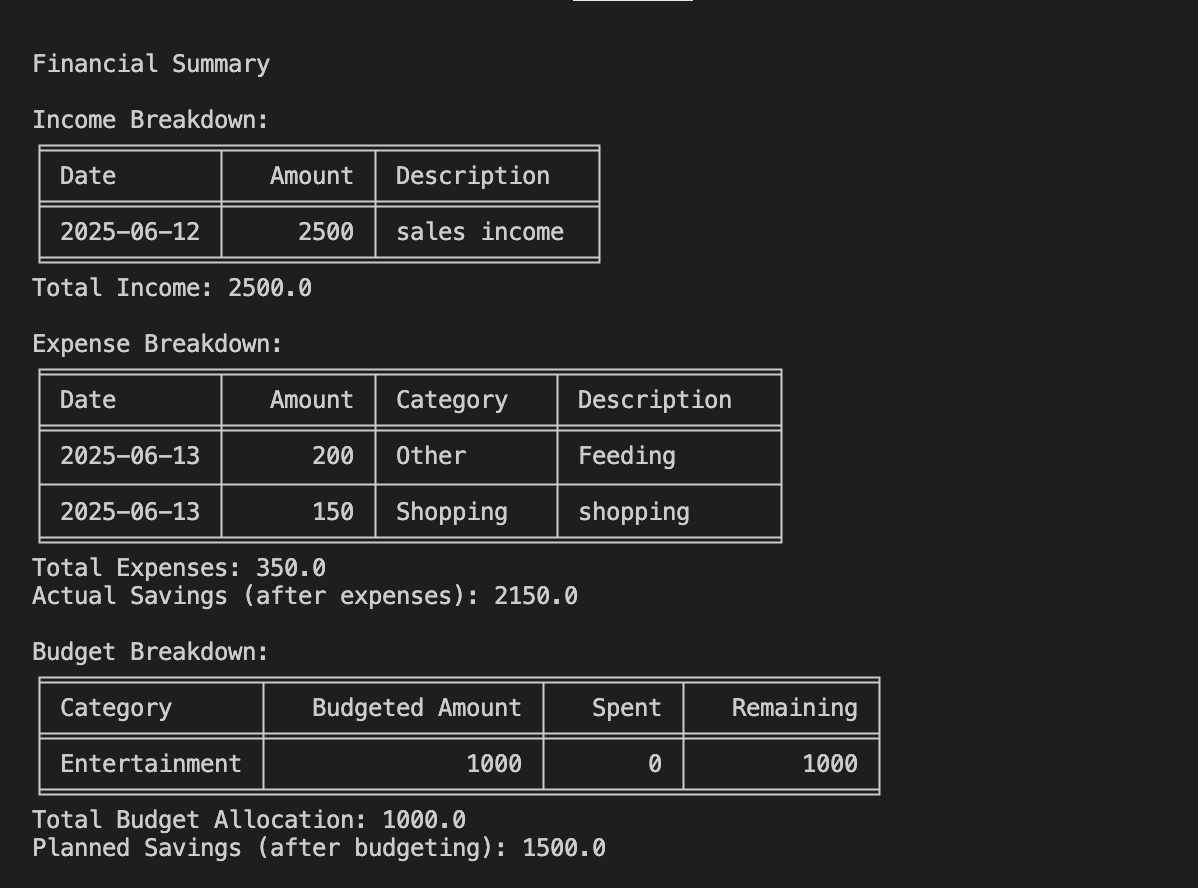 Financial Summary
Income Breakdown:
Date Amount Description
2025-06-12 2500 sales income
Total Income: 2500.0
Expense Breakdown:
Date Amount Category Description
2025-06-13 200 Other Feeding
2025-06-13 150 Shopping shopping
Total Expenses: 350.0
Actual Savings (after expenses): 2150.0
Budget Breakdown:
Category Budgeted Amount Spent Remaining
Entertainment 1000 0 1000
Total Budget Allocation: 1000.0
Planned Savings (after budgeting): 1500.0